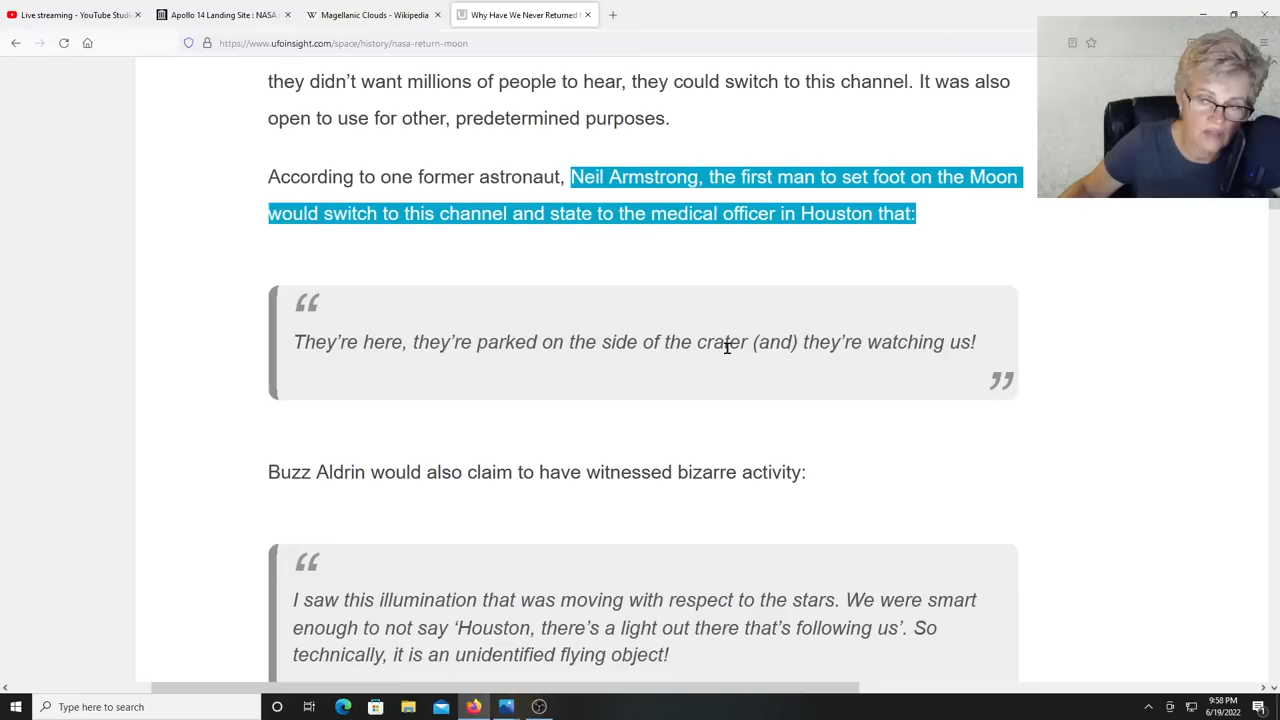 Live streaming - YouTube Stud
Apollo 14 Landing Site : NASA
Magellanic Clouds - Wikipedia
Why Have We Never Returned t
https://www.ufoinsight.com/space/history/nasa-return-moon
they didn’t want millions of people to hear, they could switch to this channel. It was also
open to use for other, predetermined purposes.
According to one former astronaut, Neil Armstrong, the first man to set foot on the Moon
would switch to this channel and state to the medical officer in Houston that:
“
They’re here, they’re parked on the side of the crater (and) they’re watching us!
”
Buzz Aldrin would also claim to have witnessed bizarre activity:
“
I saw this illumination that was moving with respect to the stars. We were smart
enough to not say ‘Houston, there’s a light out there that’s following us’. So
technically, it is an unidentified flying object!
Type here to search
9:58 PM
6/19/2022